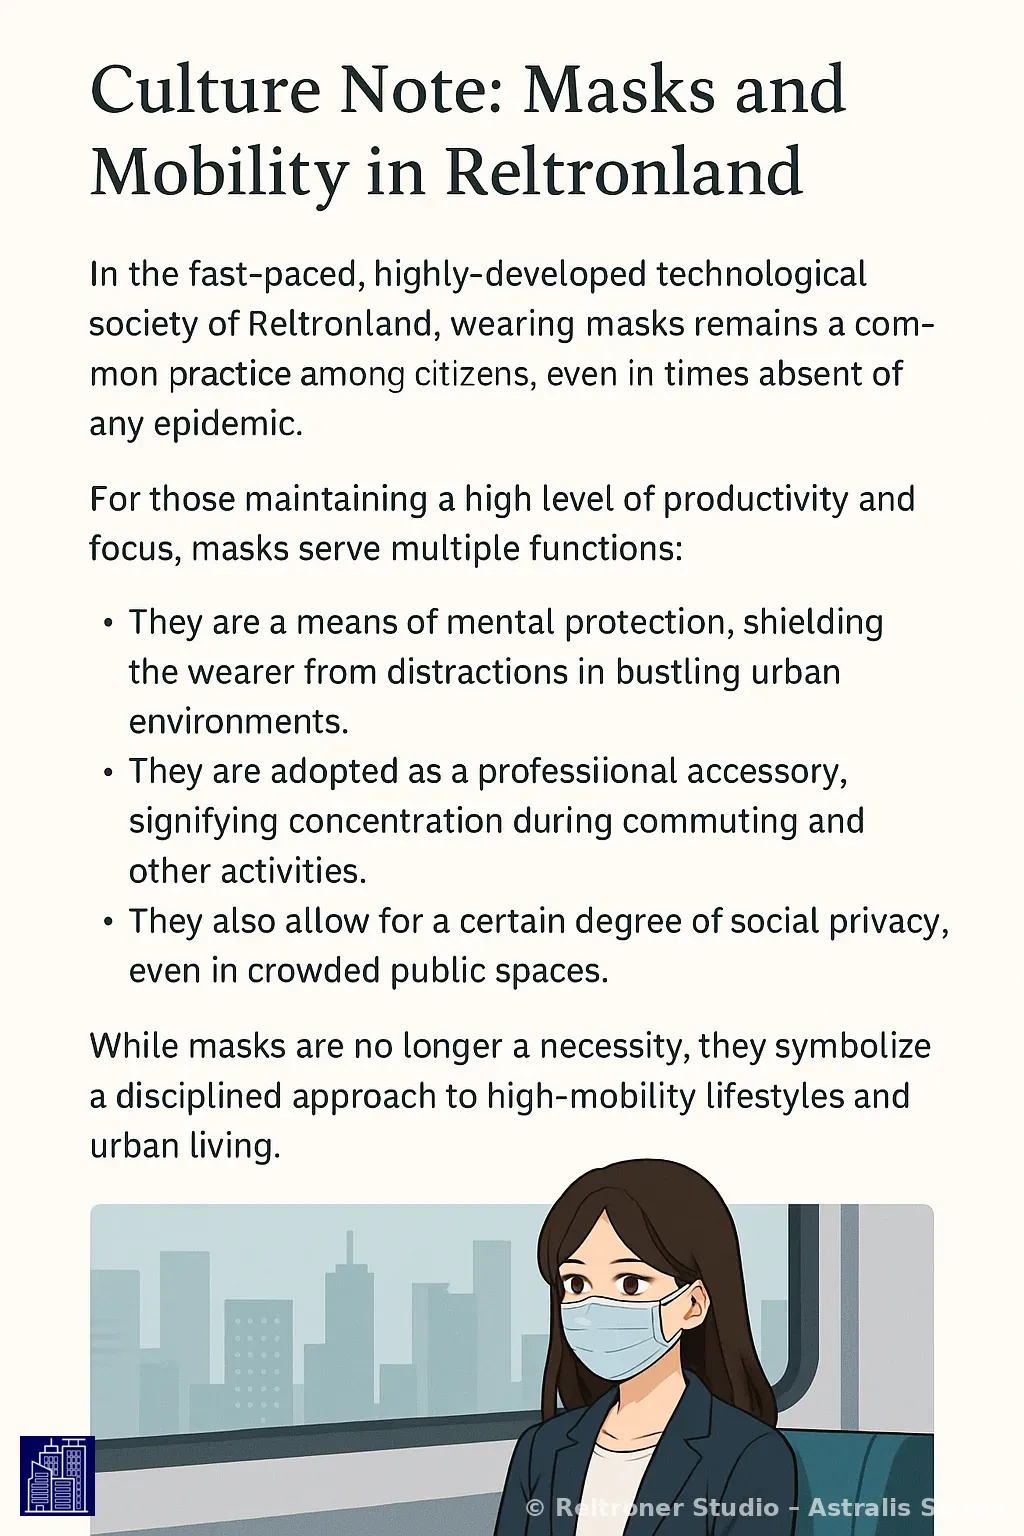 Culture Note: Masks and
Mobility in Reltronland
In the fast-paced, highly-developed technological
society of Reltronland, wearing masks remains a com-
mon practice among citizens, even in times absent of
any epidemic.
For those maintaining a high level of productivity and
focus, masks serve multiple functions:
• They are a means of mental protection, shielding
the wearer from distractions in bustling urban
environments.
• They are adopted as a professiional accessory,
signifying concentration during commuting and
other activities.
• They also allow for a certain degree of social privacy,
even in crowded public spaces.
While masks are no longer a necessity, they symbolize
a disciplined approach to high-mobility lifestyles and
urban living.
© Reltroner Studio – Astralis